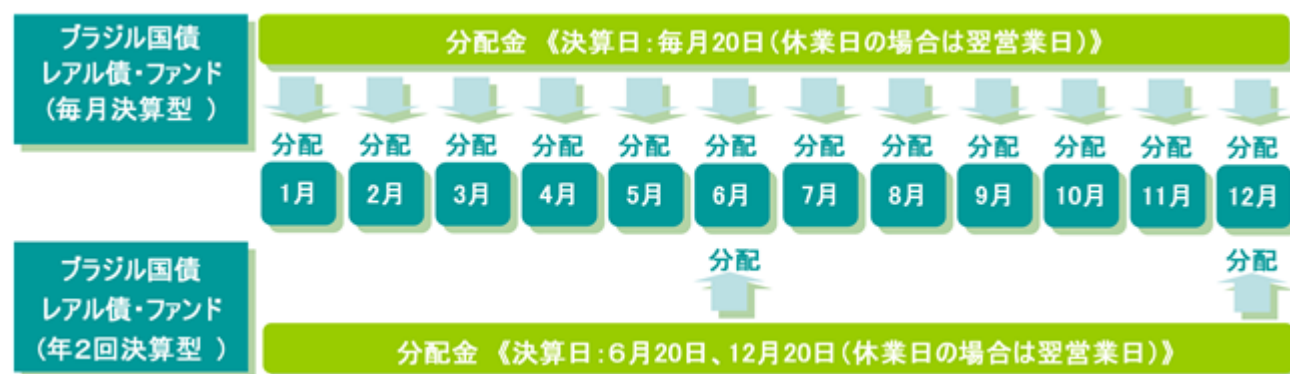 ブラジル国債
レアル債・ファンド
(毎月決算型 )
分配金 《決算日:毎月20日(休業日の場合は翌営業日)》
分配 分配 分配 分配 分配 分配 分配 分配 分配 分配 分配 分配
1月 2月 3月 4月 5月 6月 7月 8月 9月 10月 11月 12月
ブラジル国債
レアル債・ファンド
(年2回決算型 )
分配 分配
分配金 《決算日:6月20日、12月20日(休業日の場合は翌営業日)》